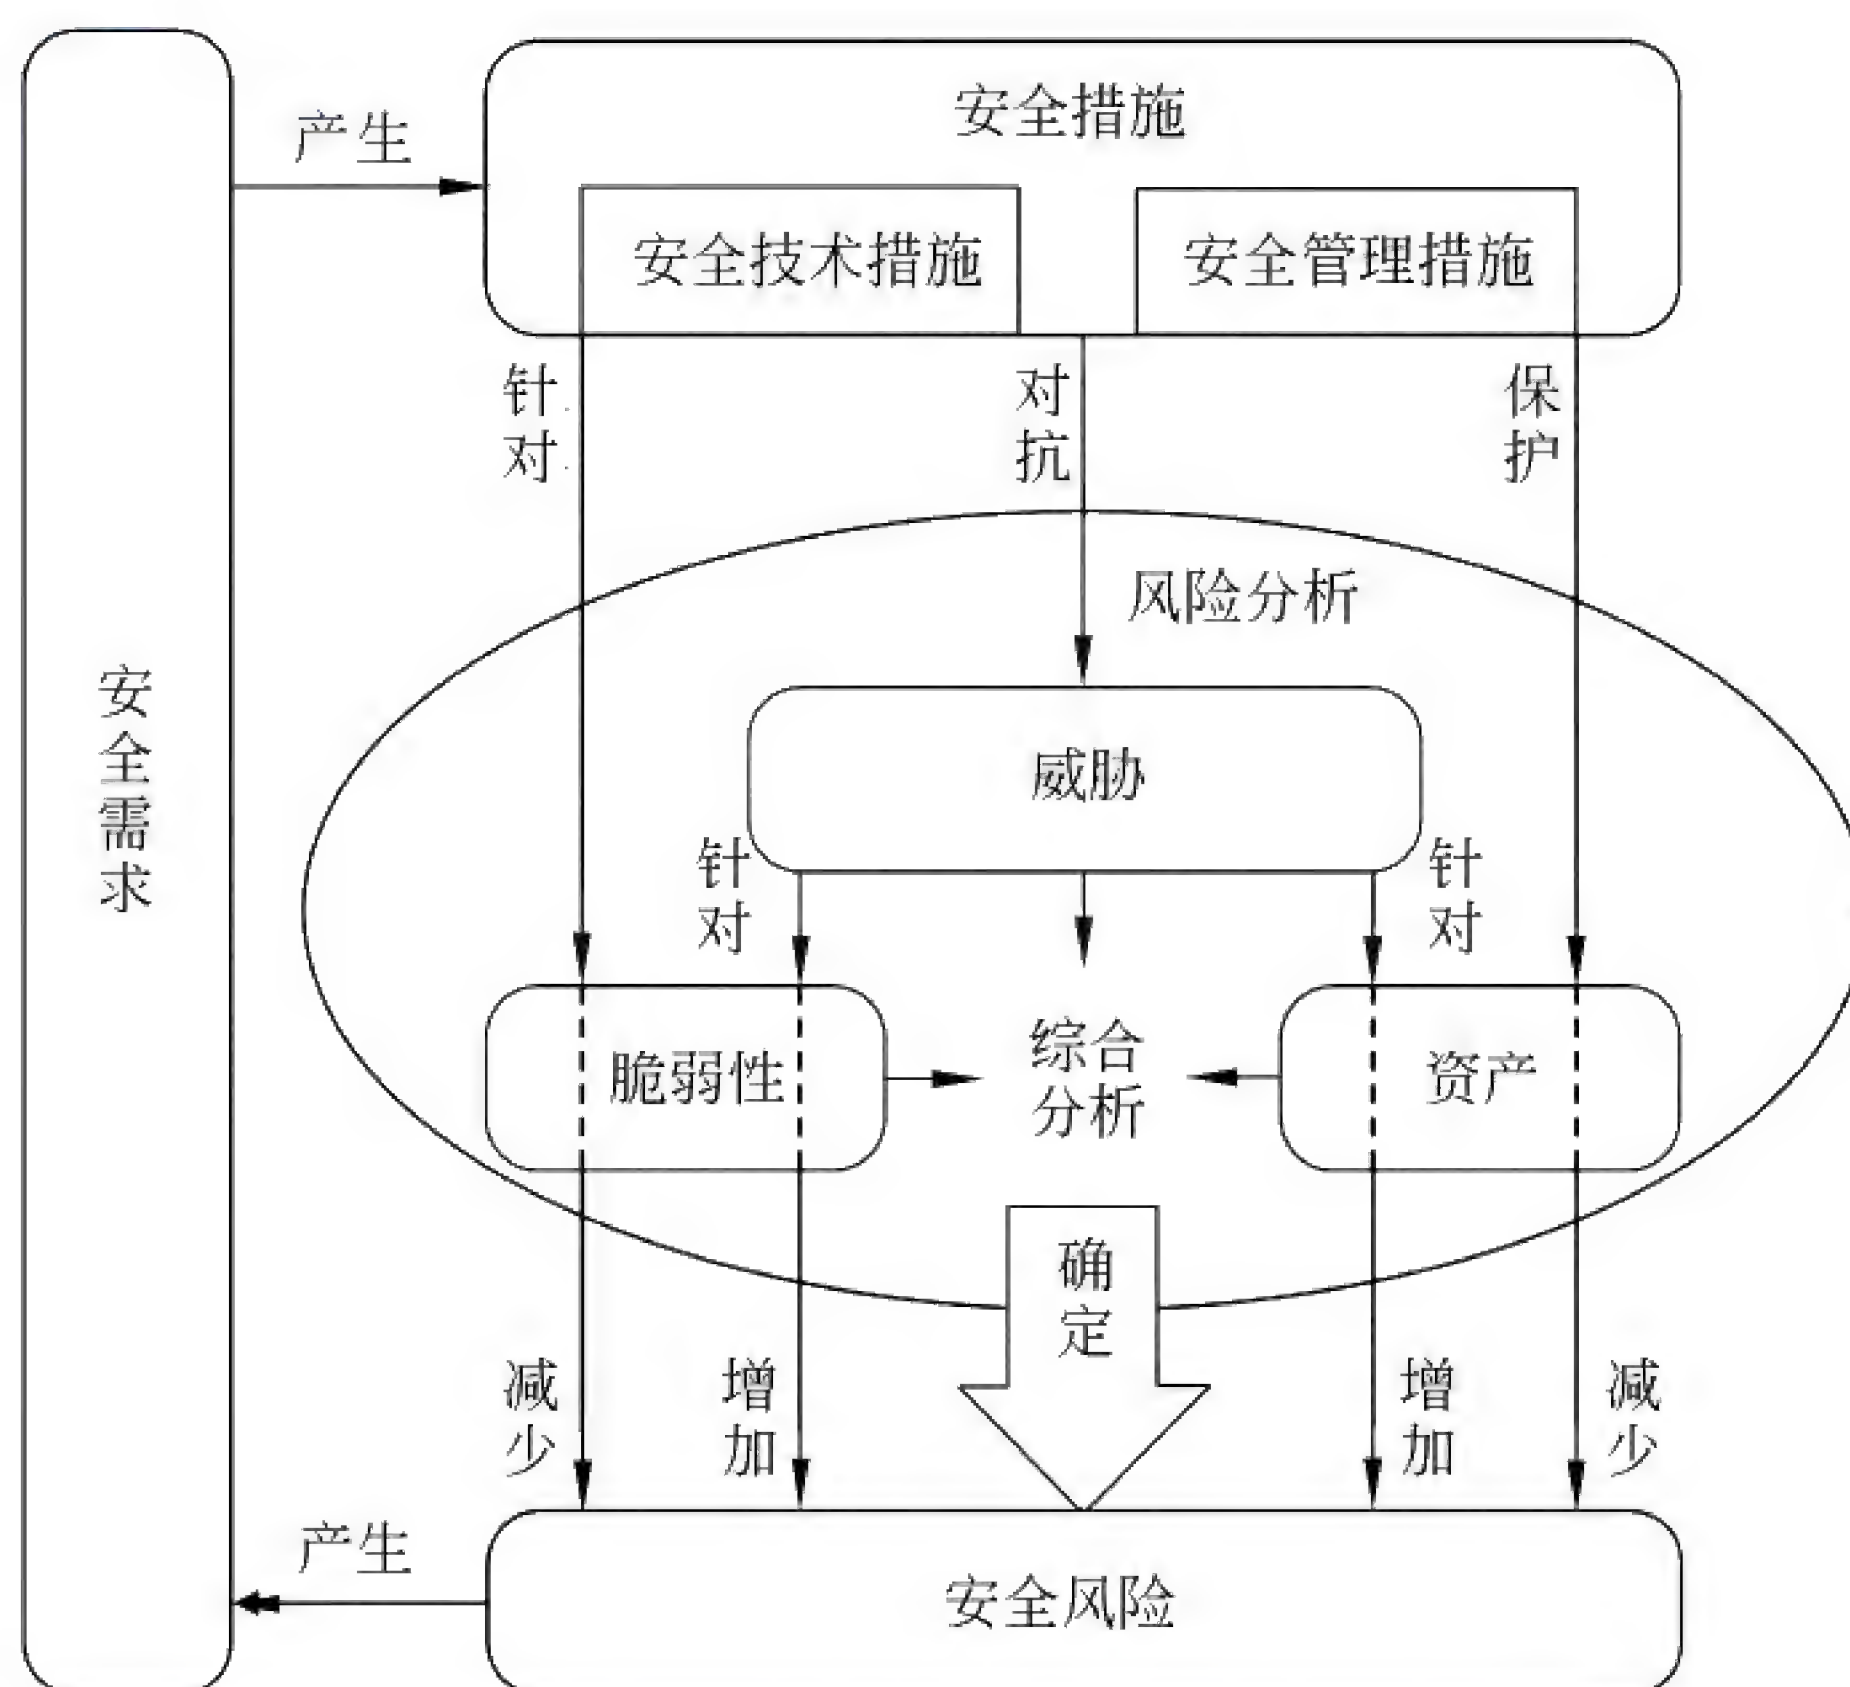 安全措施
产生
安全技术措施
安全管理措施
针对
对抗
保护
风险分析
安全需求
威胁
针对
针对
脆弱性
综合
分析
资产
确定
减少
增加
增加
减少
产生
安全风险